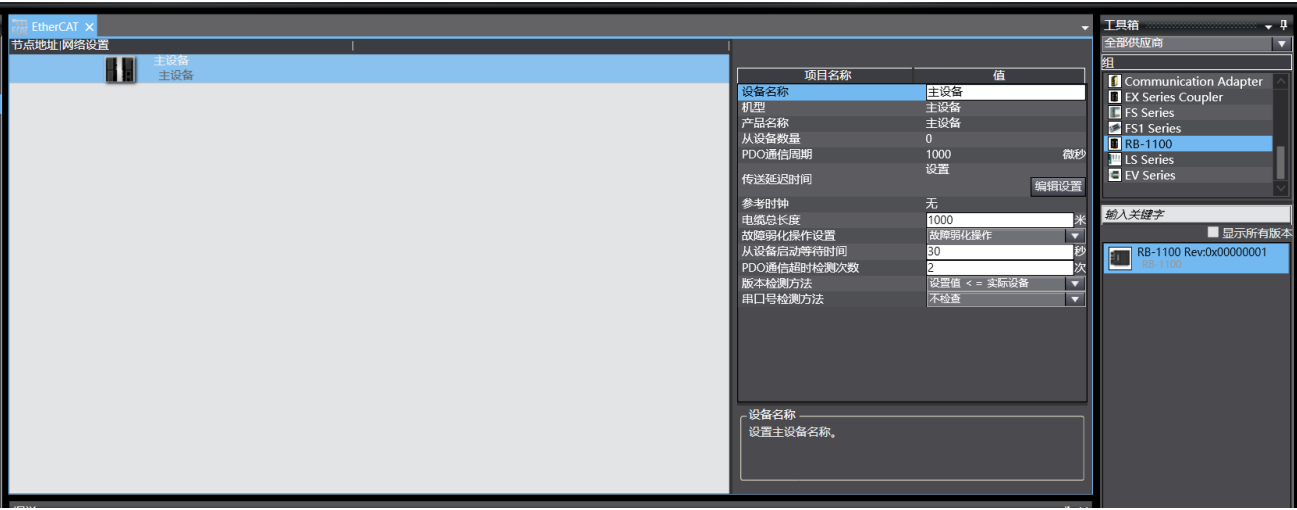 EtherCAT
节点地址|网络设置
主设备
主设备
项目名称 值
设备名称 主设备
机型 主设备
产品名称 主设备
从设备数量 0
PDO通信周期 1000 微秒
传送延迟时间 设置
编辑设置
参考时钟 无
电缆总长度 1000 米
故障弱化操作设置 故障弱化操作
从设备启动等待时间 30 秒
PDO通信超时检测次数 2 次
版本检测方法 设置值 < = 实际设备
串口号检测方法 不检查
设备名称
设置主设备名称。
工具箱
全部供应商
组
Communication Adapter
EX Series Coupler
FS Series
FS1 Series
RB-1100
LS Series
EV Series
输入关键字
显示所有版本
RB-1100 Rev:0x00000001
RB-1100